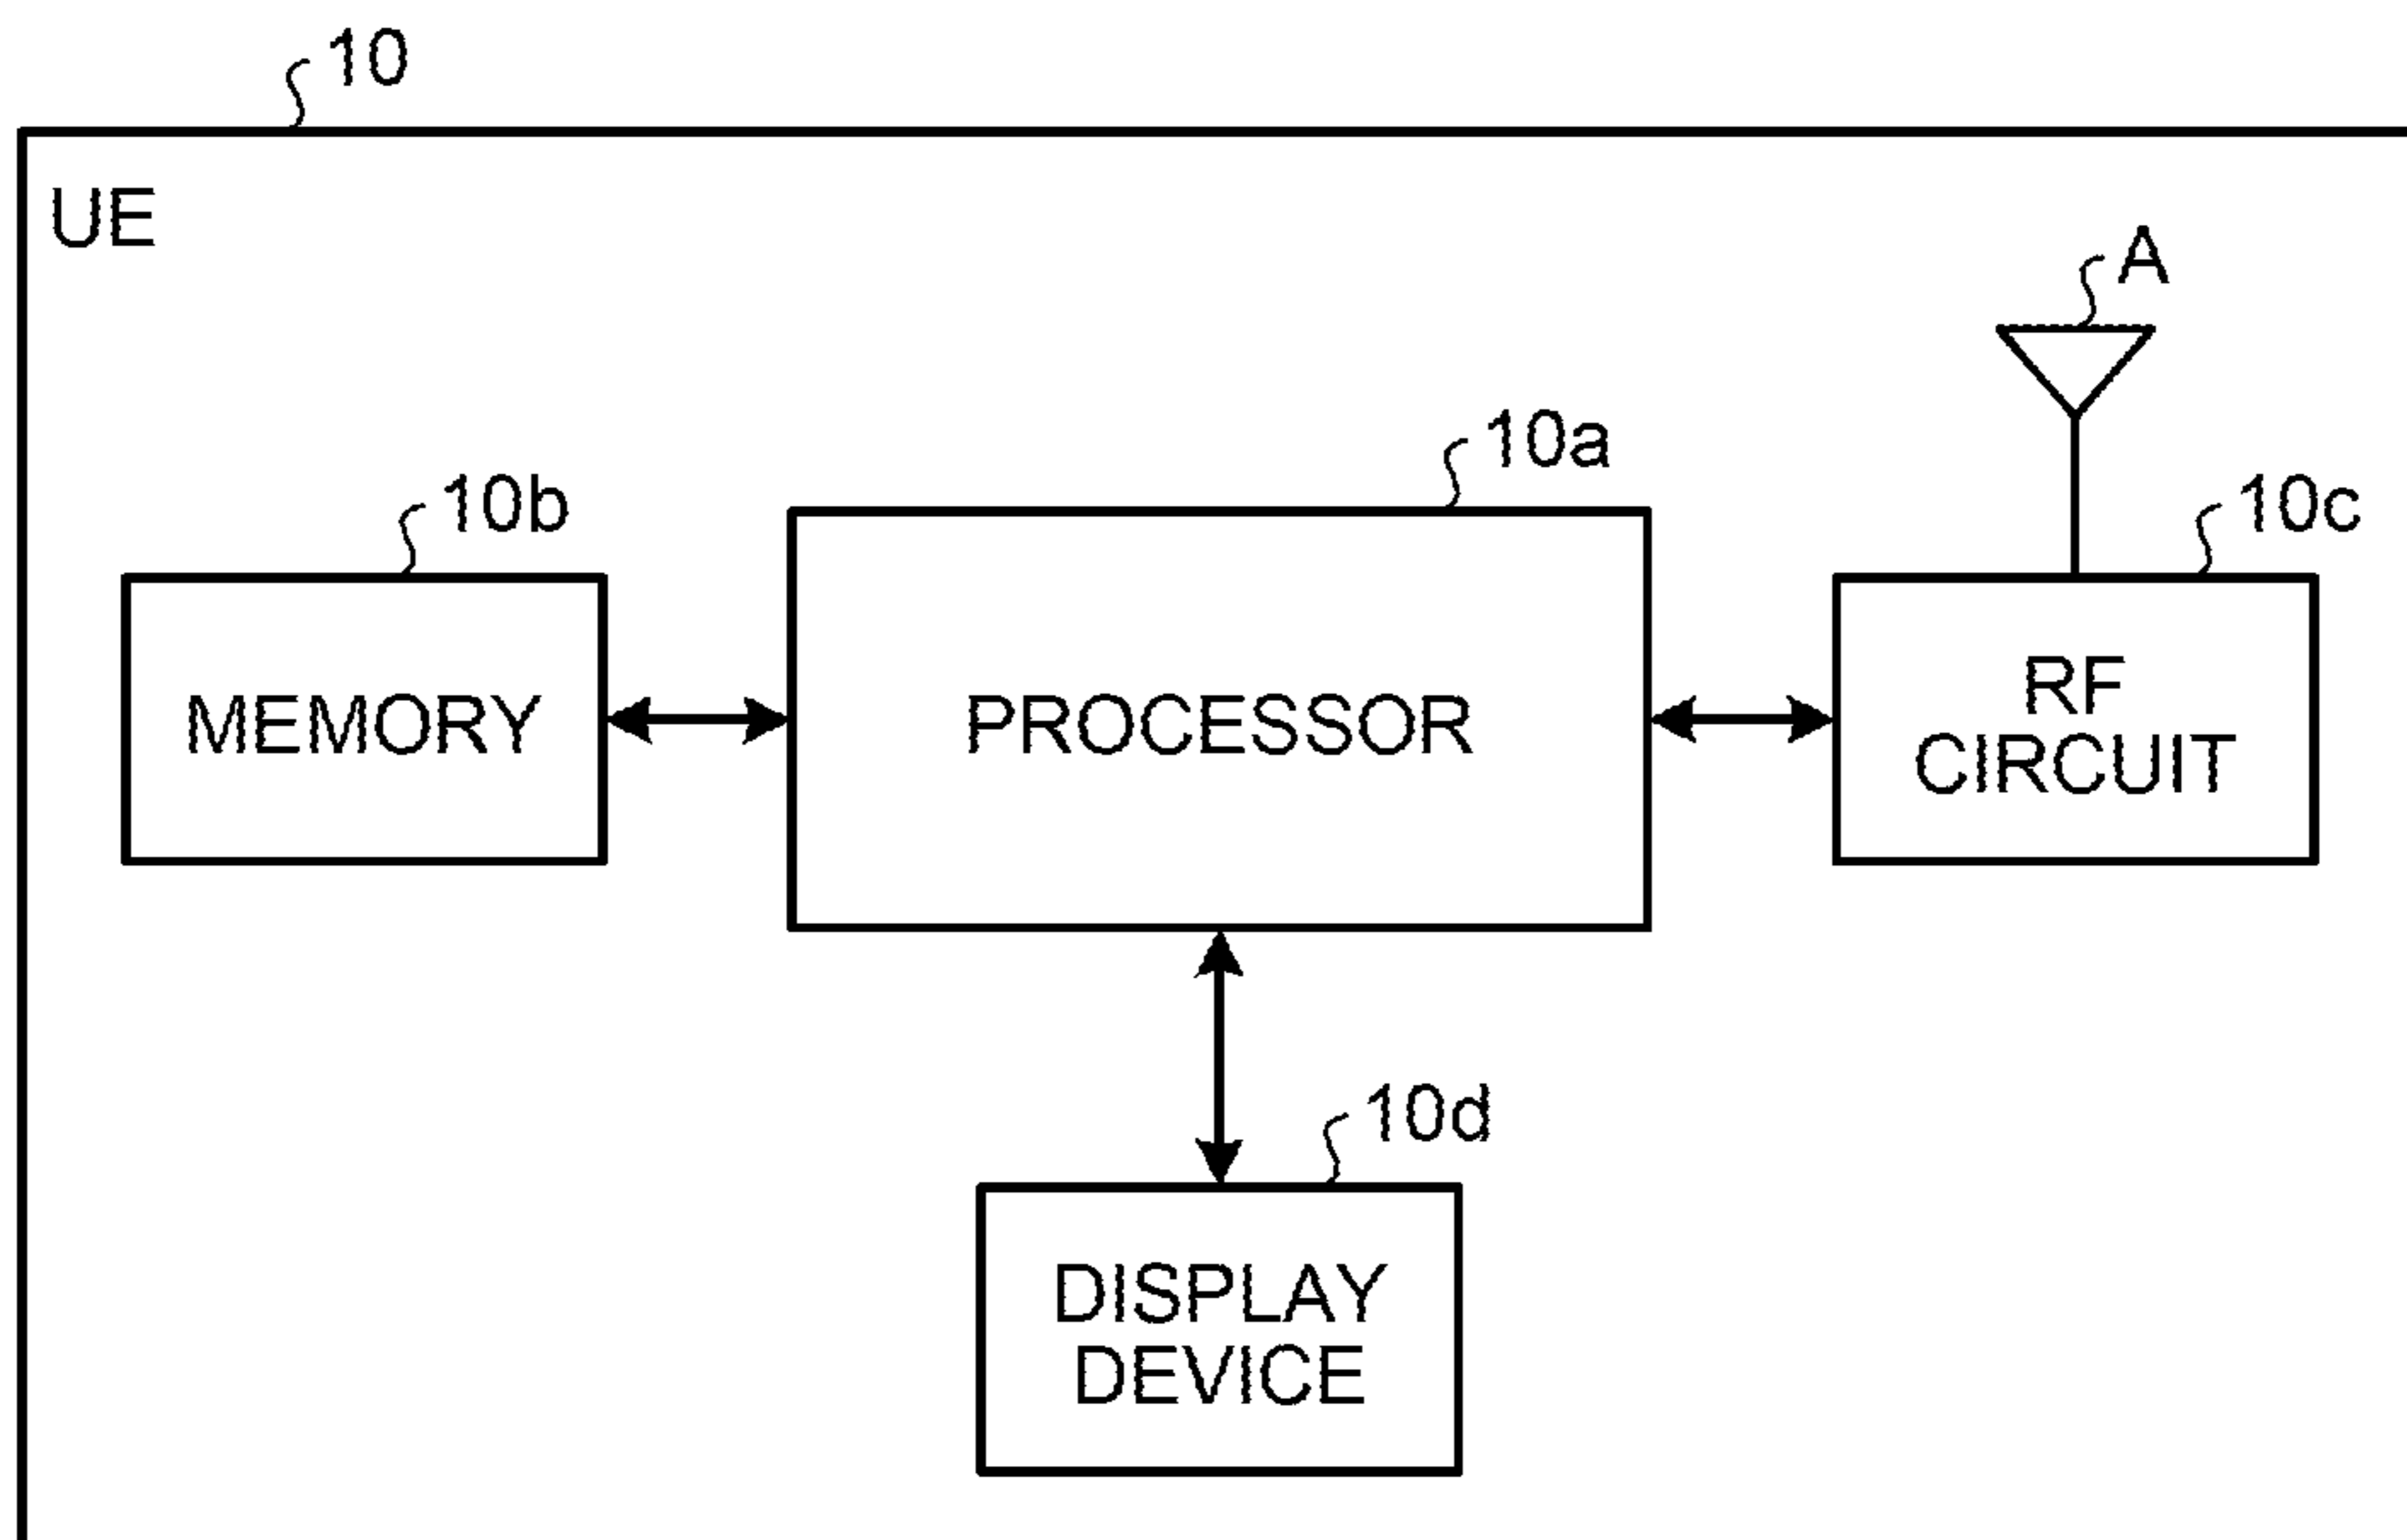 10
UE
A
10a
10b
10c
MEMORY
PROCESSOR
RF
CIRCUIT
10d
DISPLAY
DEVICE